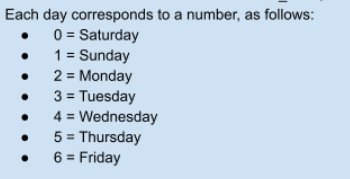 Each day corresponds to a number, as follows:
● 0 = Saturday
● 1 = Sunday
● 2 = Monday
● 3 = Tuesday
● 4 = Wednesday
● 5 = Thursday
● 6 = Friday